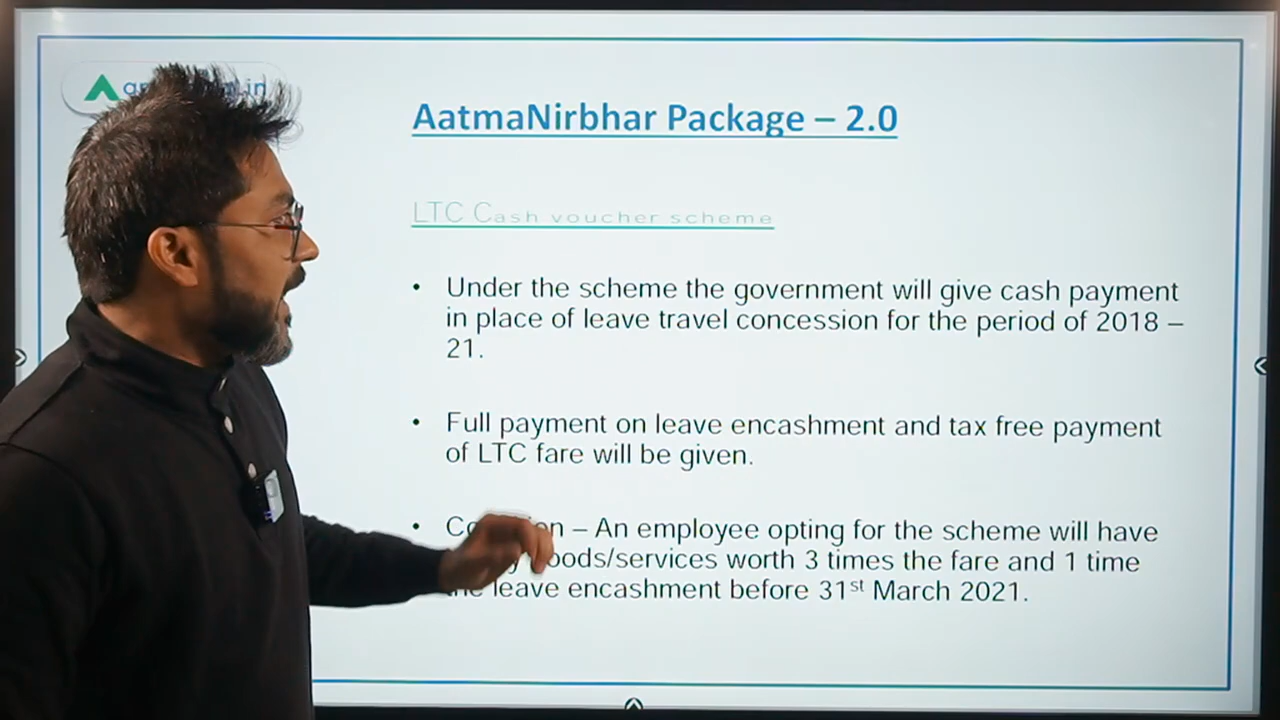 .in
AatmaNirbhar Package – 2.0
LTC Cash voucher scheme
• Under the scheme the government will give cash payment
in place of leave travel concession for the period of 2018 –
21.
• Full payment on leave encashment and tax free payment
of LTC fare will be given.
• – An employee opting for the scheme will have
worth 3 times the fare and 1 time
leave encashment before 31st March 2021.